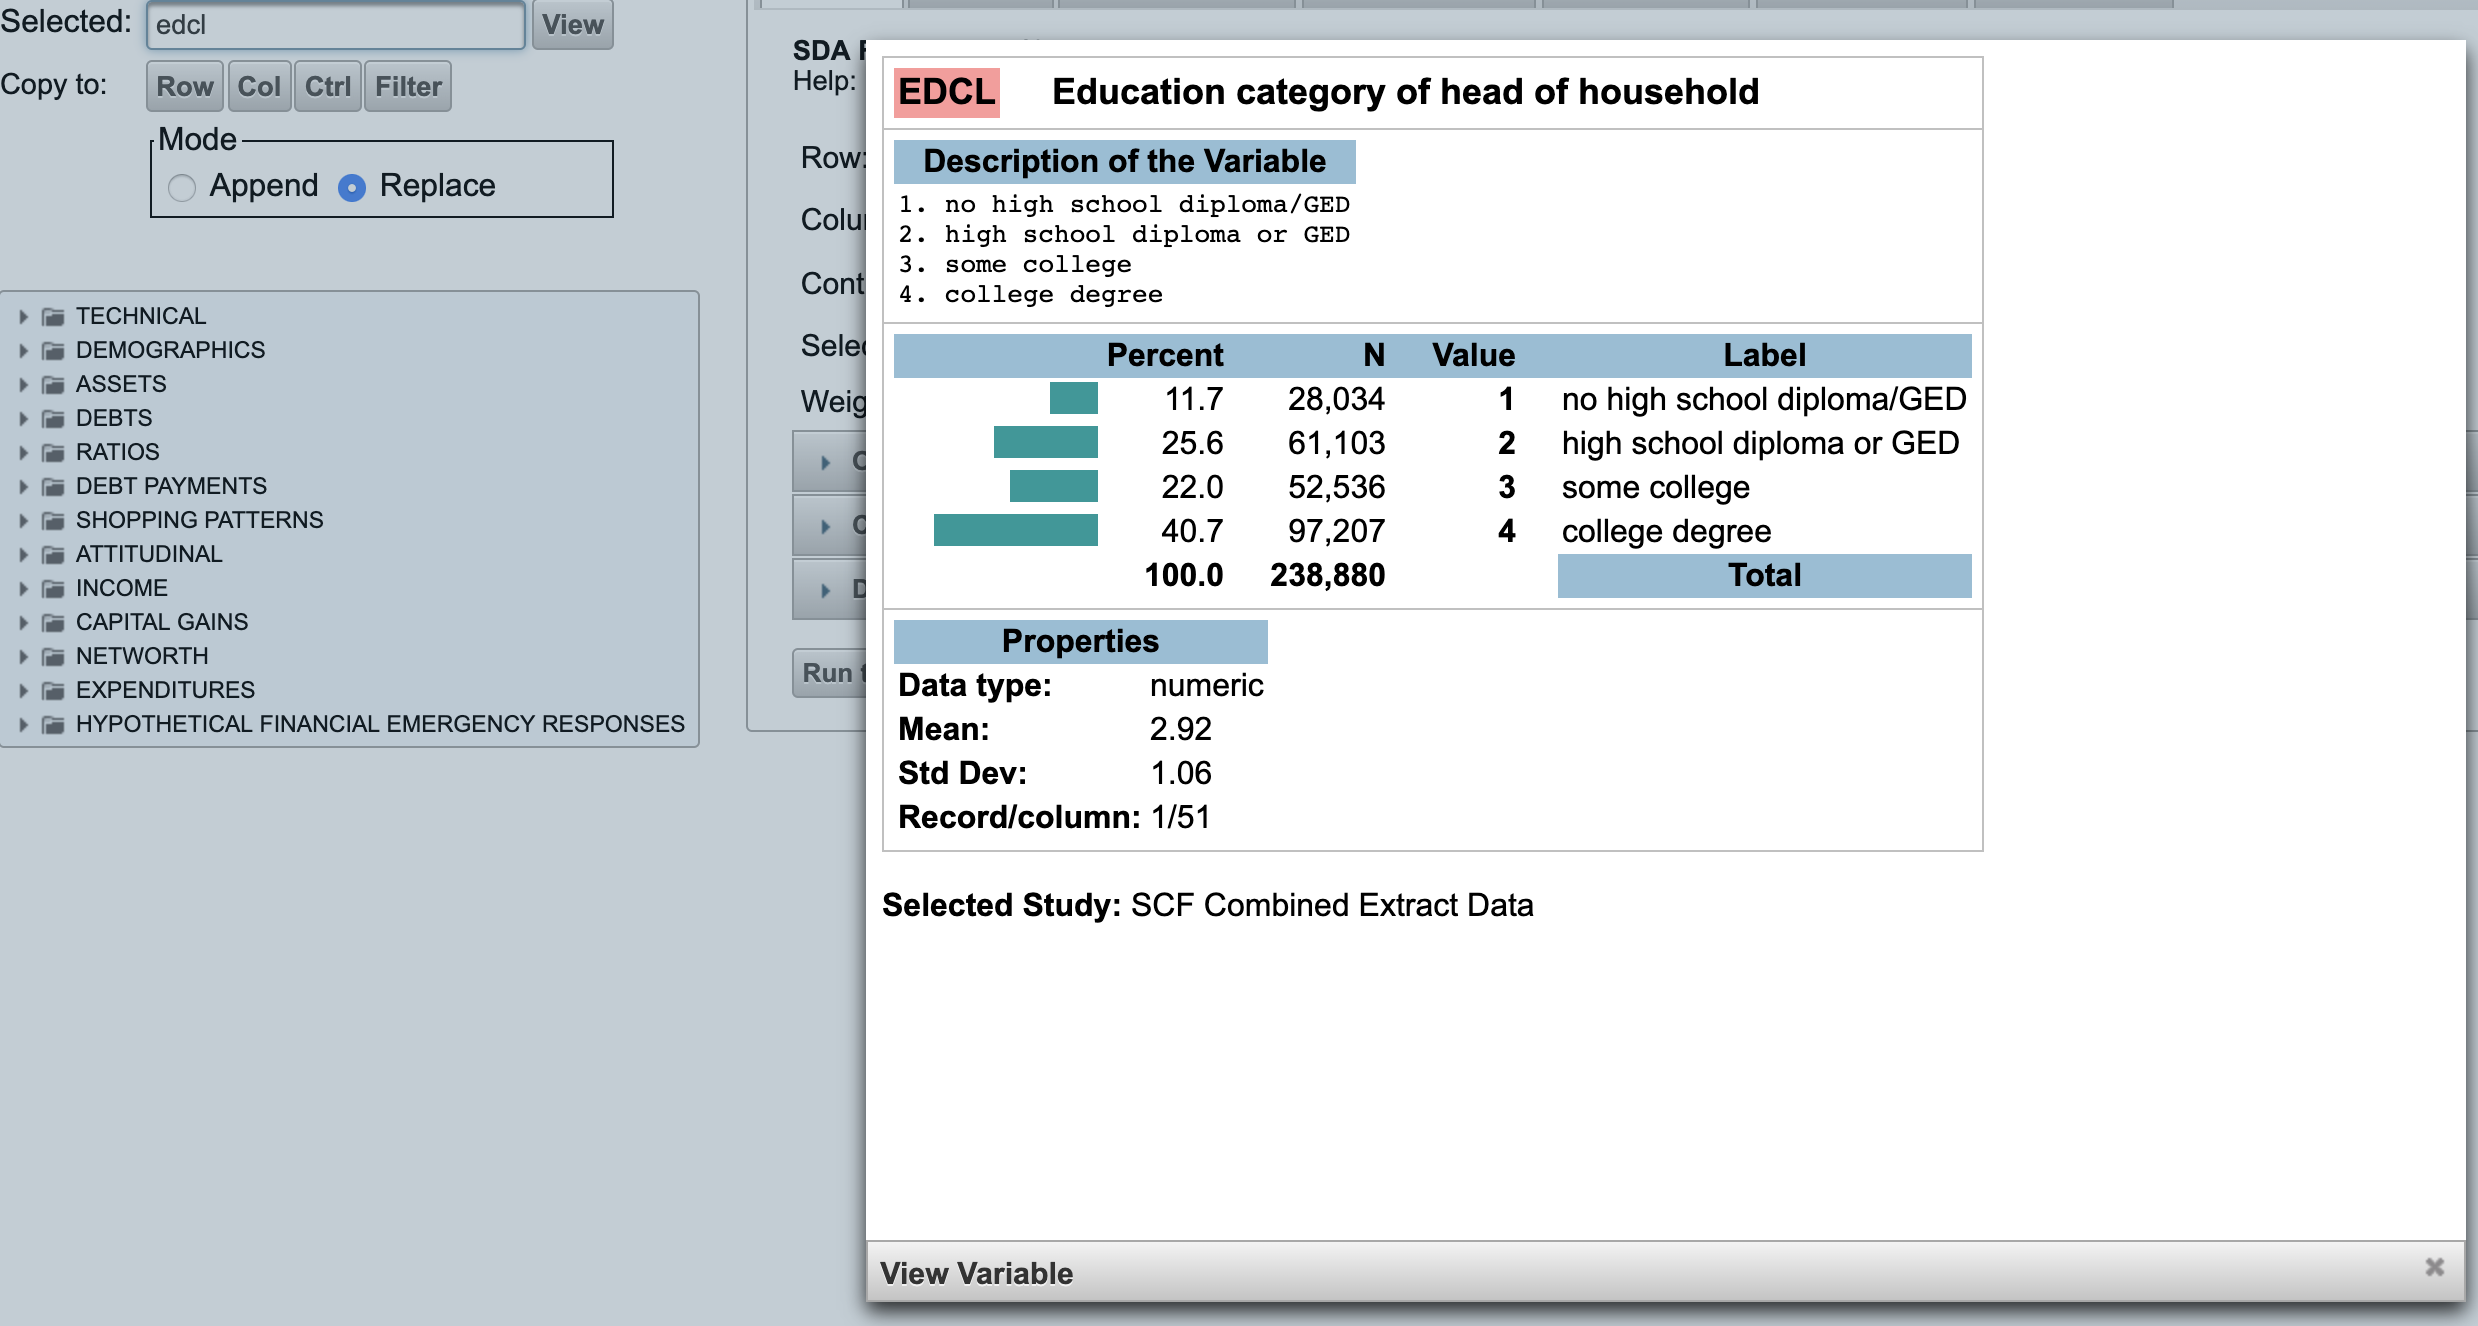 Selected: edcl View
Copy to: Row Col Ctrl Filter
Mode
Append Replace
TECHNICAL
DEMOGRAPHICS
ASSETS
DEBTS
RATIOS
DEBT PAYMENTS
SHOPPING PATTERNS
ATTITUDINAL
INCOME
CAPITAL GAINS
NETWORTH
EXPENDITURES
HYPOTHETICAL FINANCIAL EMERGENCY RESPONSES
SDA
Help:
Row:
Colu
Cont
Selec
Weig
Run
EDCL Education category of head of household
Description of the Variable
1. no high school diploma/GED
2. high school diploma or GED
3. some college
4. college degree
Percent N Value Label
11.7 28,034 1 no high school diploma/GED
25.6 61,103 2 high school diploma or GED
22.0 52,536 3 some college
40.7 97,207 4 college degree
100.0 238,880 Total
Properties
Data type: numeric
Mean: 2.92
Std Dev: 1.06
Record/column: 1/51
Selected Study: SCF Combined Extract Data
View Variable